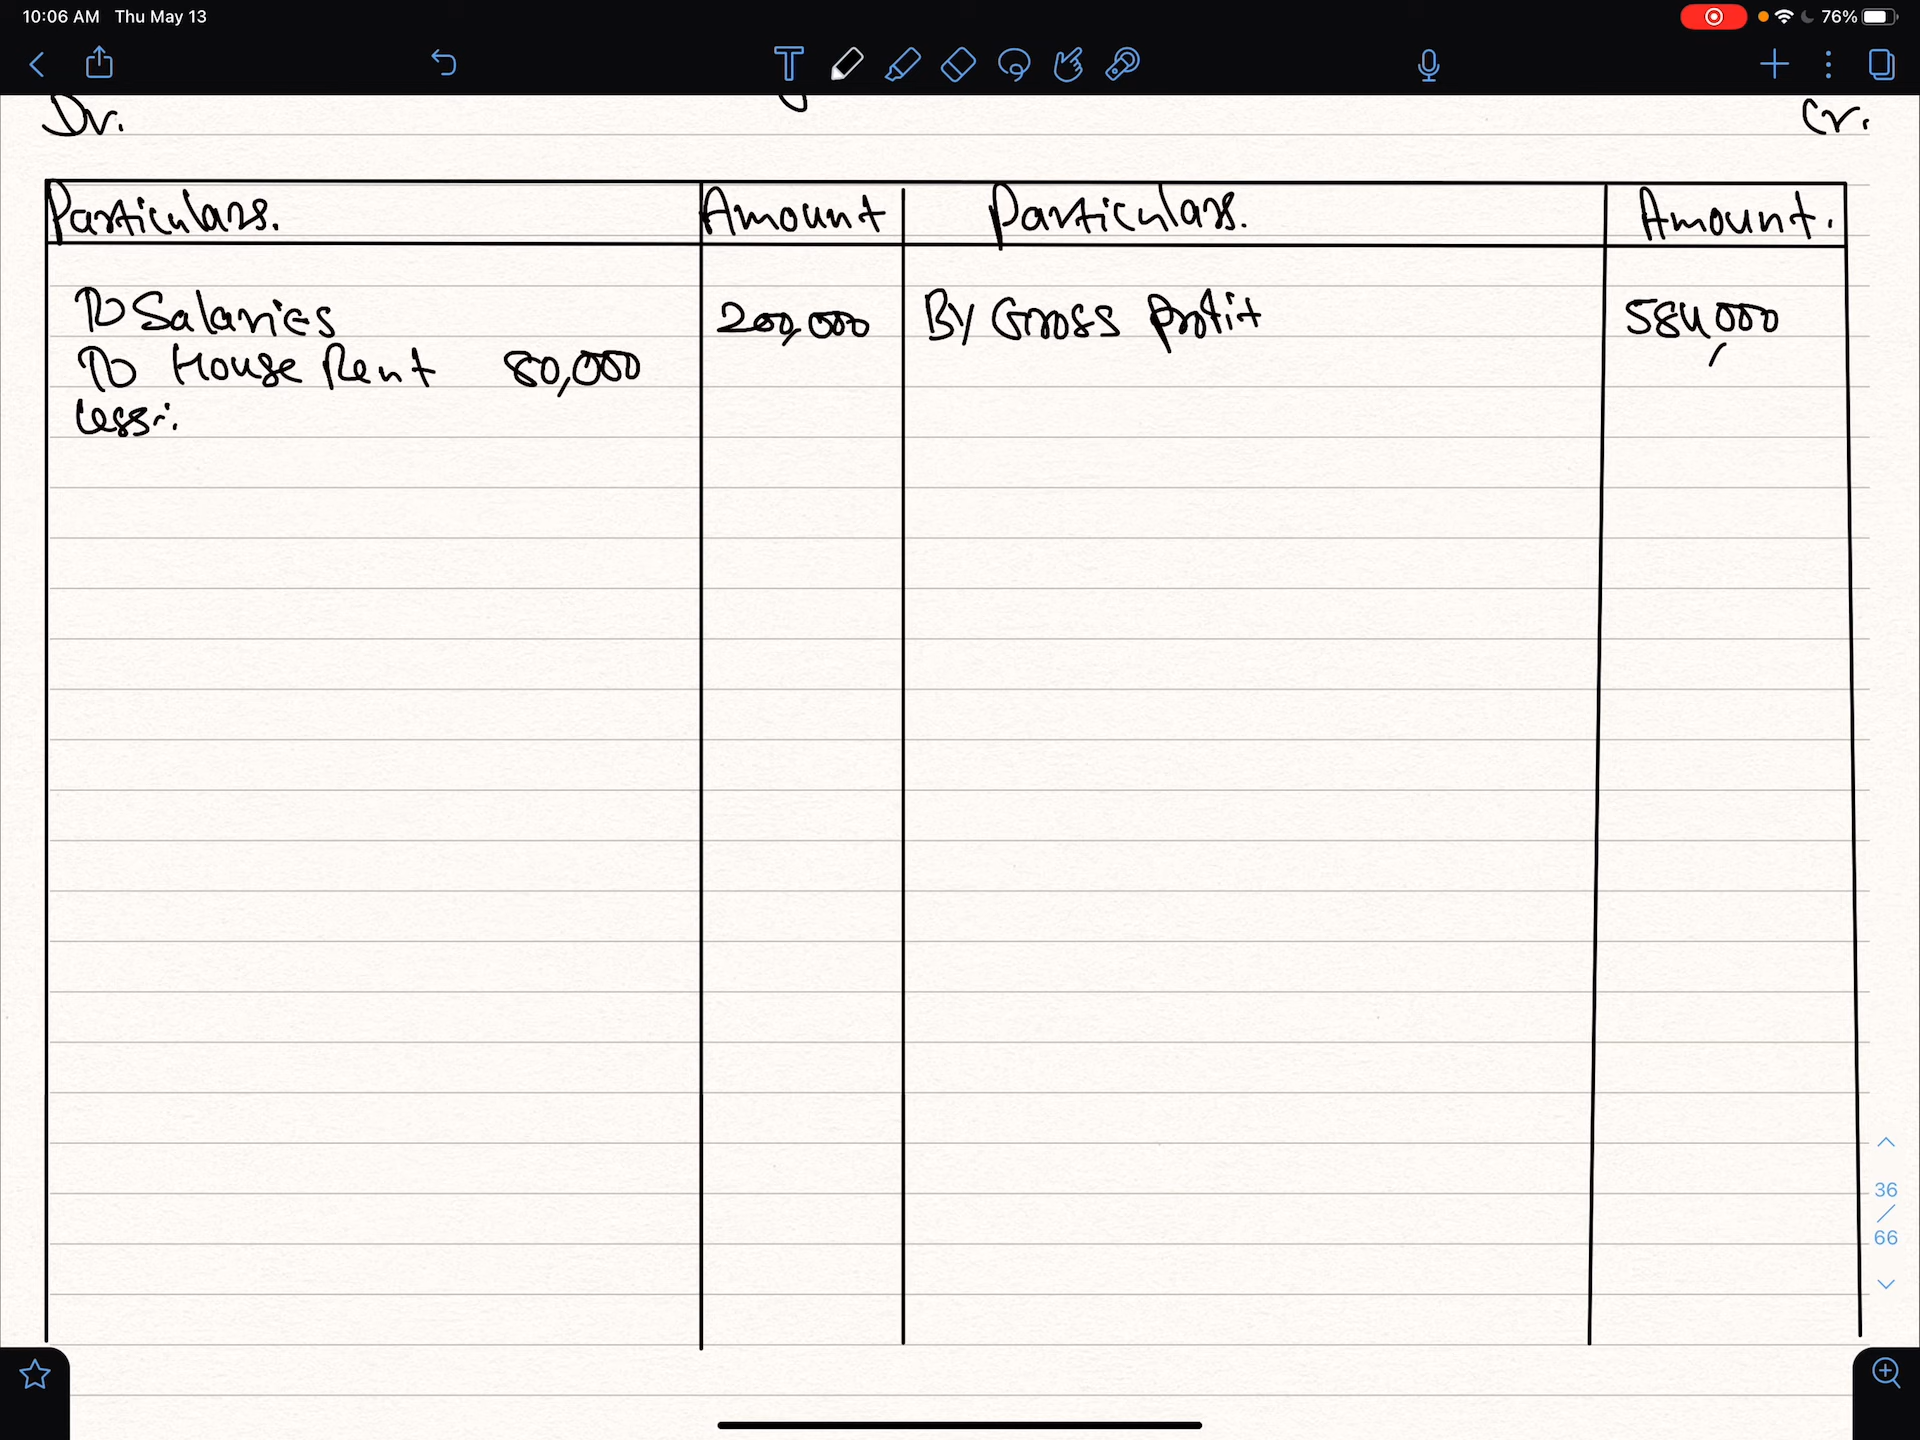 10:06 AM Thu May 13
76%
Dr.
Cr.
Particulars. Amount Particulars. Amount.
To Salaries 200,000 By Gross Profit 584,000
To House Rent 80,000
Less:
36
/
66